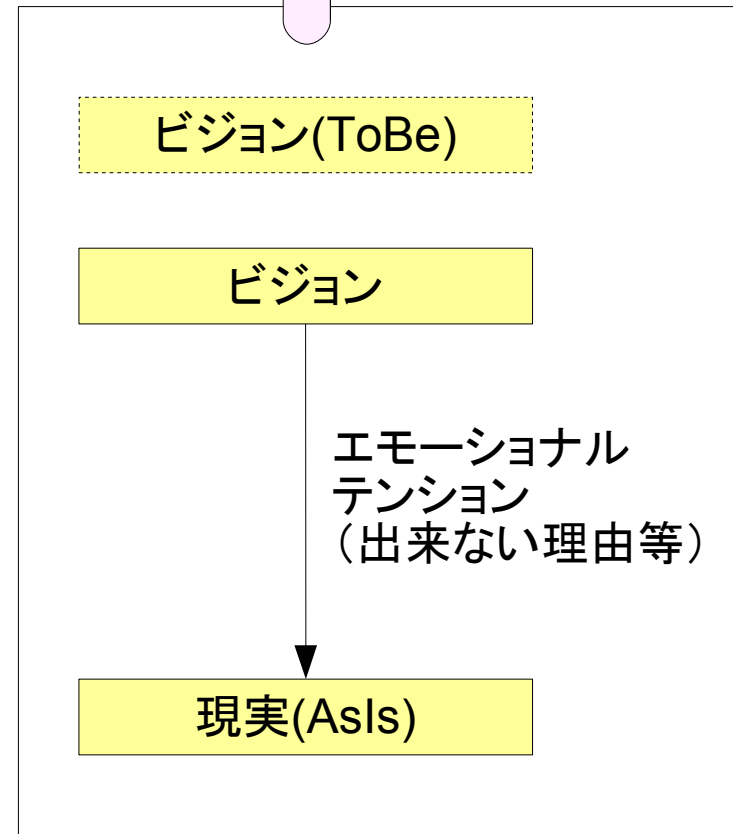 ビジョン(ToBe)
ビジョン
エモーショナル
テンション
（出来ない理由等）
現実(AsIs)